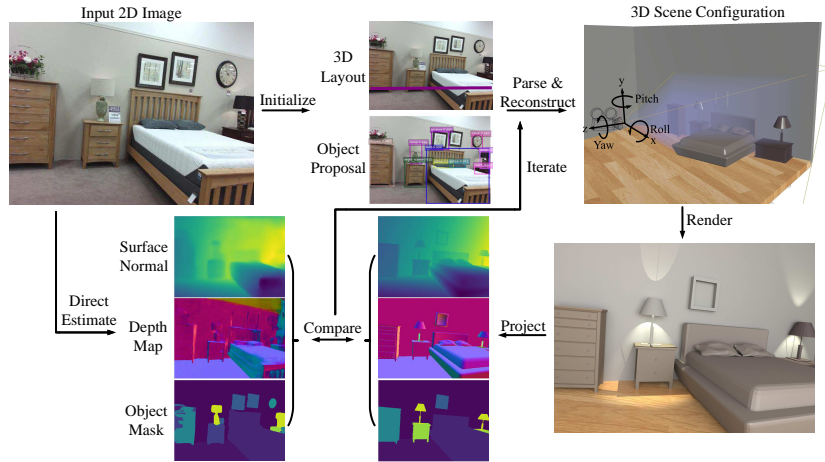 Input 2D Image
3D Scene Configuration
3D
Layout
Initialize
Parse &
Reconstruct
Object
Proposal
Iterate
y
Pitch
z
Yaw
Roll
x
Render
Surface
Normal
Direct
Estimate
Depth
Map
Compare
Project
Object
Mask